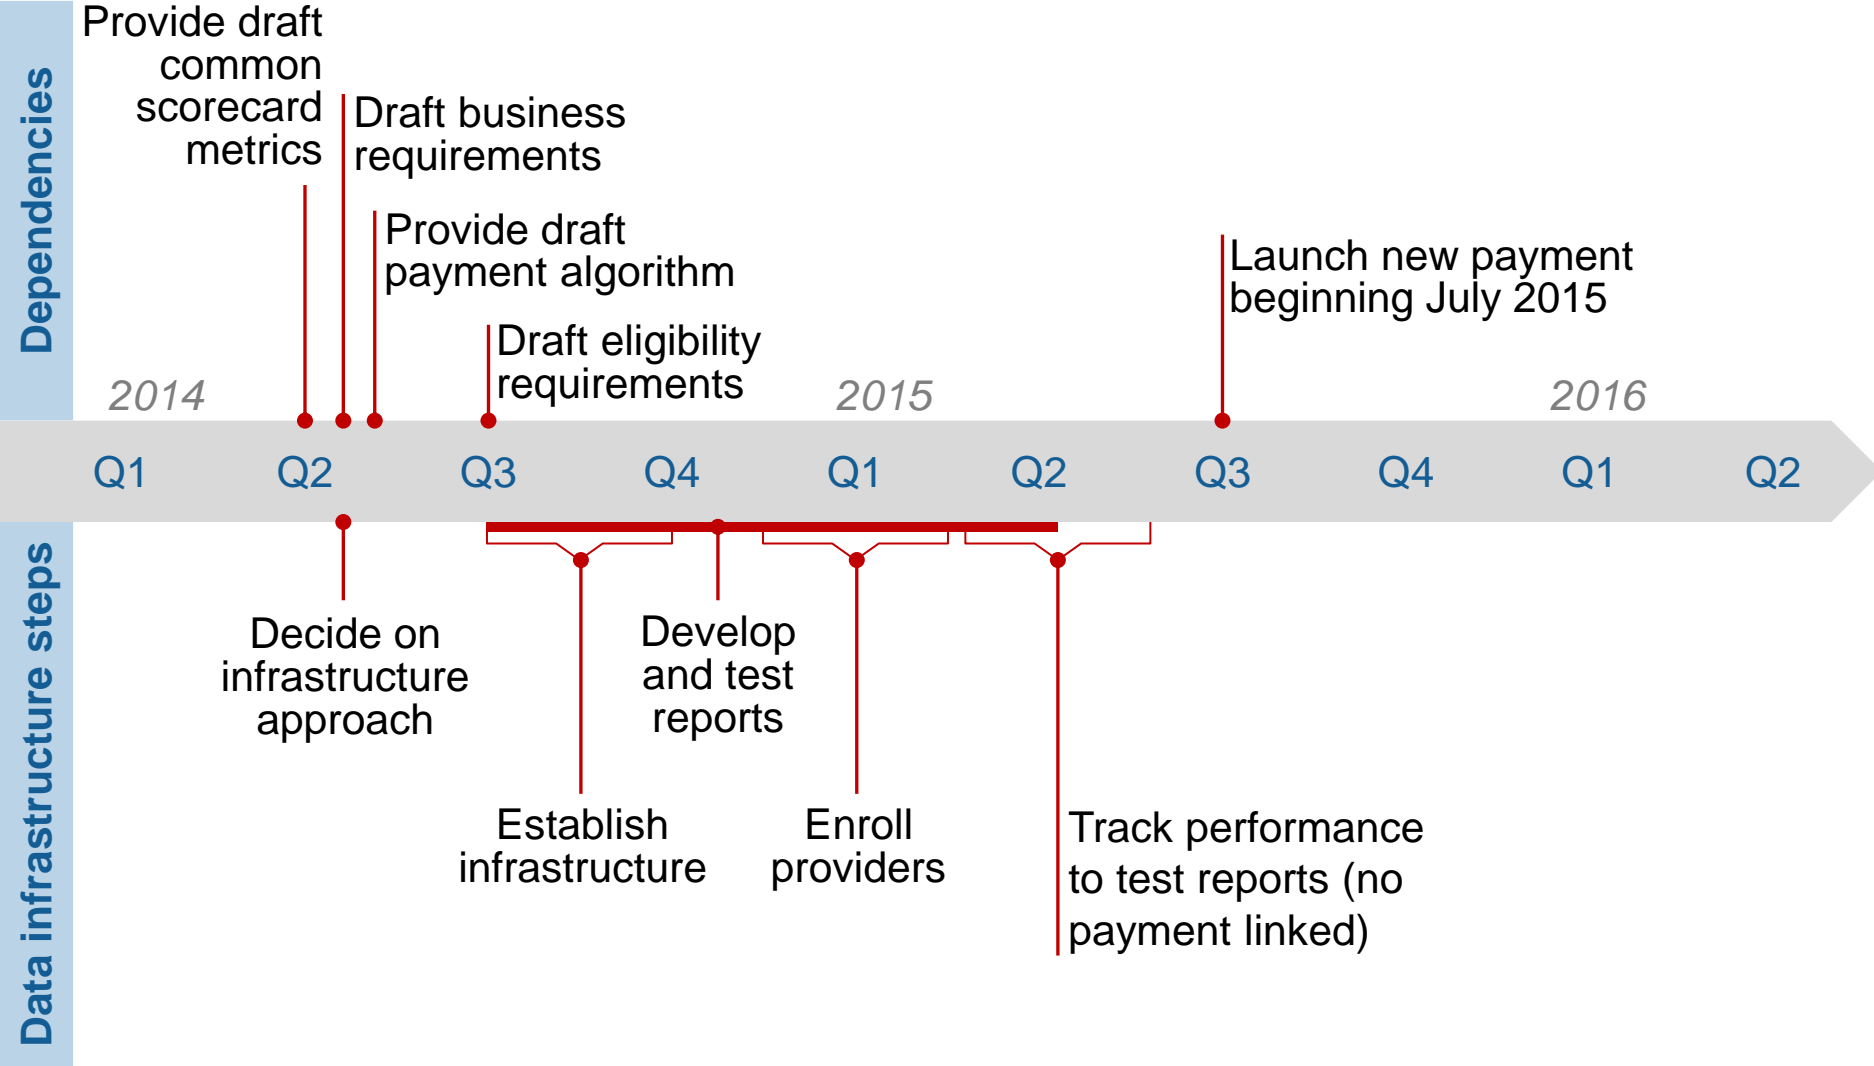 Dependencies
Provide draft
common
scorecard
metrics
Draft business
requirements
Provide draft
payment algorithm
Draft eligibility
requirements
Launch new payment
beginning July 2015
2014
2015
2016
Q1 Q2 Q3 Q4 Q1 Q2 Q3 Q4 Q1 Q2
Data infrastructure steps
Decide on
infrastructure
approach
Develop
and test
reports
Establish
infrastructure
Enroll
providers
Track performance
to test reports (no
payment linked)